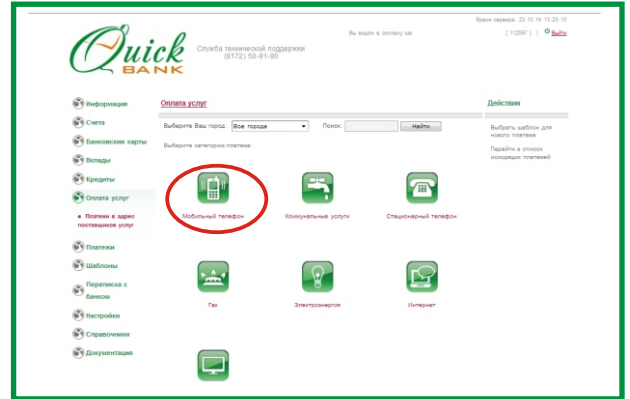 Время сервера: 23.10.14 15:23:15
Вы вошли в систему как [ 112597 ] | Выйти
Quick
BANK
Служба технической поддержки
(8172) 50-91-90
Информация
Счета
Банковские карты
Вклады
Кредиты
Оплата услуг
Платежи в адрес
поставщиков услуг
Платежи
Шаблоны
Переписка с
банком
Настройки
Справочники
Документация
Оплата услуг
Выберите Ваш город: Все города Поиск: Найти
Выберите категорию платежа:
Мобильный телефон Коммунальные услуги Стационарный телефон
Газ Электроэнергия Интернет
Действия
Выбрать шаблон для
нового платежа
Перейти в список
исходящих платежей